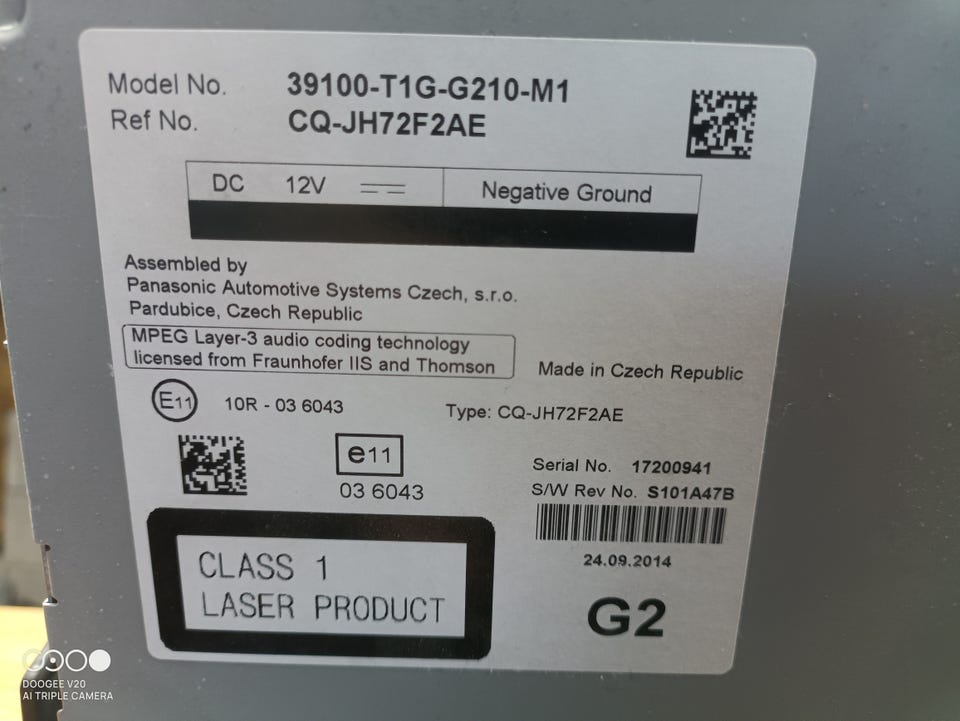 Model No. 39100-T1G-G210-M1
Ref No. CQ-JH72F2AE
DC 12V Negative Ground
Assembled by
Panasonic Automotive Systems Czech, s.r.o.
Pardubice, Czech Republic
MPEG Layer-3 audio coding technology
licensed from Fraunhofer IIS and Thomson
Made in Czech Republic
E11 10R - 03 6043
Type: CQ-JH72F2AE
e11
03 6043
Serial No. 17200941
S/W Rev No. S101A47B
24.09.2014
G2
CLASS 1
LASER PRODUCT
DOOGEE V20
AI TRIPLE CAMERA